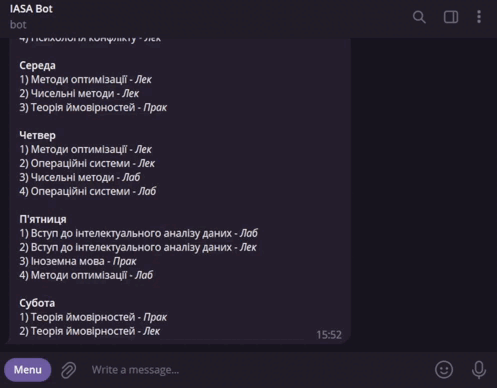 IASA Bot
bot
4) Психологія конфлікту - Лек
Середа
1) Методи оптимізації - Лек
2) Чисельні методи - Лек
3) Теорія ймовірностей - Прак
Четвер
1) Методи оптимізації - Лек
2) Операційні системи - Лек
3) Чисельні методи - Лаб
4) Операційні системи - Лаб
П'ятниця
1) Вступ до інтелектуального аналізу даних - Лаб
2) Вступ до інтелектуального аналізу даних - Лек
3) Іноземна мова - Прак
4) Методи оптимізації - Лаб
Субота
1) Теорія ймовірностей - Прак
2) Теорія ймовірностей - Лек
15:52
Menu
Write a message...